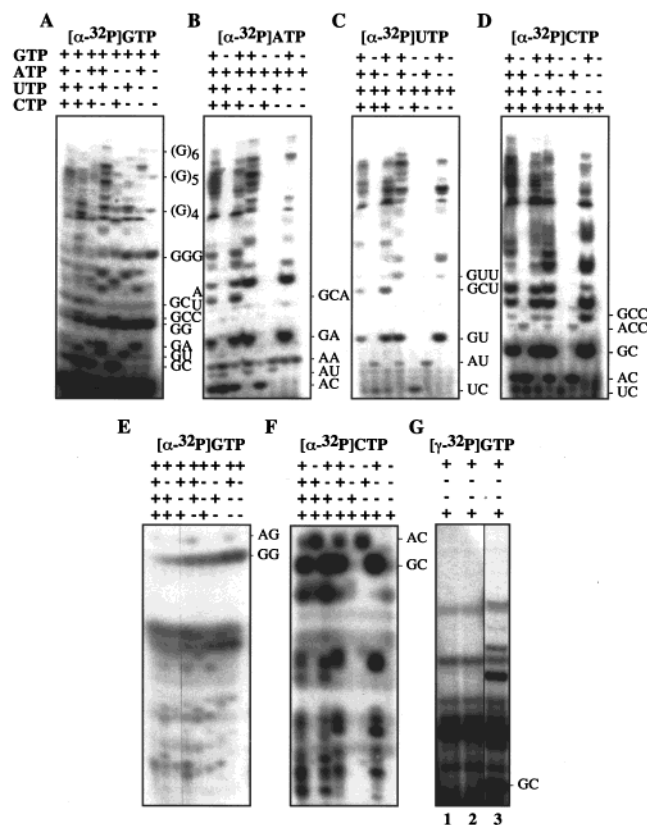 A B C D
[α-32P]GTP [α-32P]ATP [α-32P]UTP [α-32P]CTP
GTP + + + + + + + + + - + + - - + - + - + + - - + - + - + + - - + -
ATP + - + + - - + - + + + + + + + + + + - + - + - - + + - + - + - -
UTP + + - + - + - - + + - + - + - - + + + + + + + + + + + - + - - -
CTP + + + - + - - - + + + - + - - - + + + - + - - - + + + + + + + +
(G)6
(G)5
(G)4
GGG
A
GC U
GCC
GG
GA
GU
GC
GCA
GA
AA
AU
AC
GUU
GCU
GU
AU
UC
GCC
ACC
GC
AC
UC
E F G
[α-32P]GTP [α-32P]CTP [γ-32P]GTP
+ + +
- - -
- - -
+ + +
AG
GG
AC
GC
GC
1 2 3